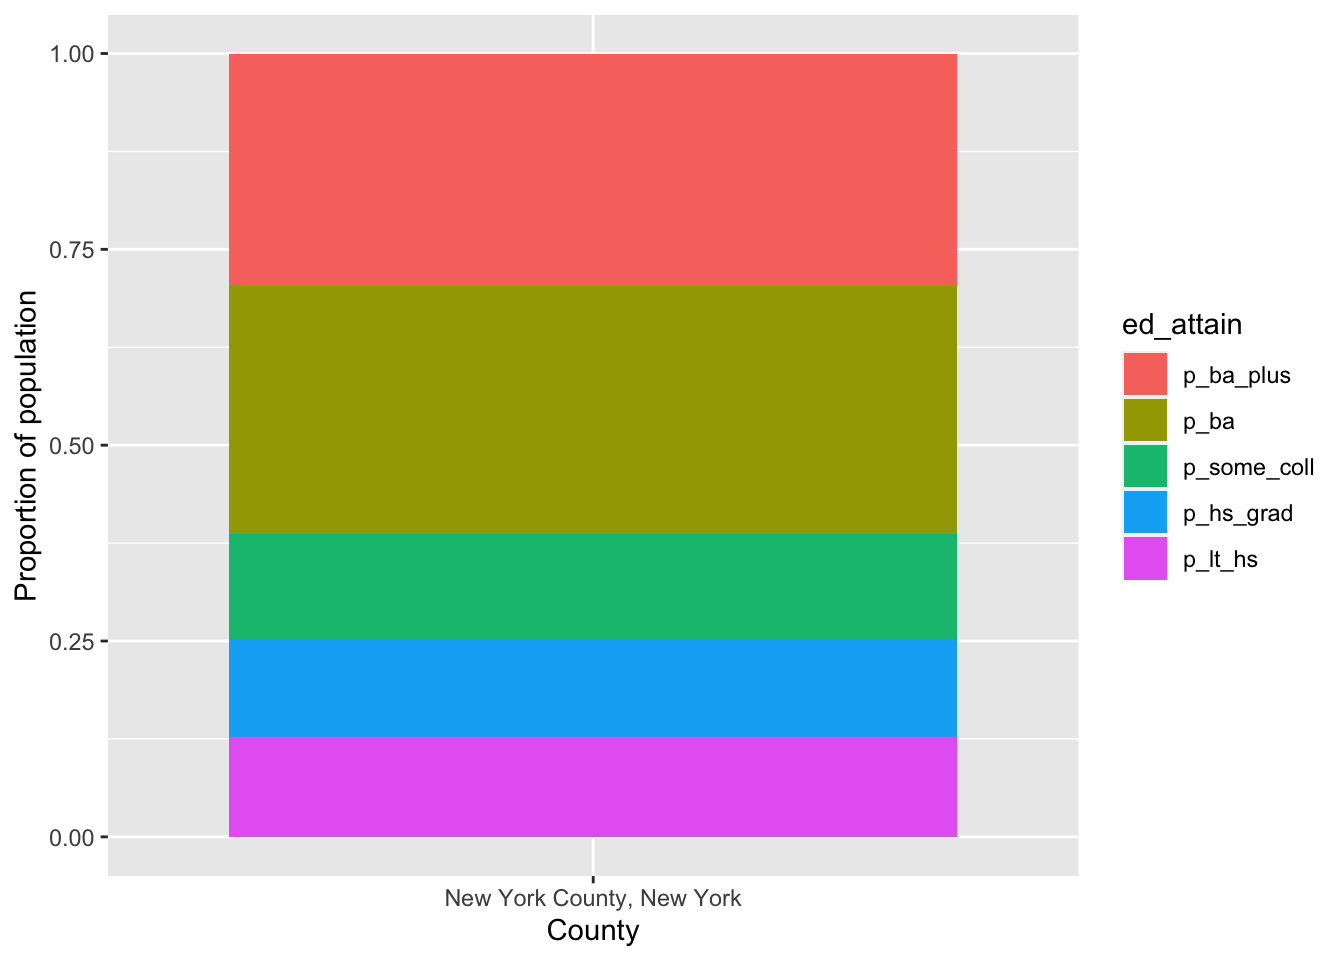 1.00
0.75
0.50
0.25
0.00
Proportion of population
New York County, New York
County
ed_attain
p_ba_plus
p_ba
p_some_coll
p_hs_grad
p_lt_hs